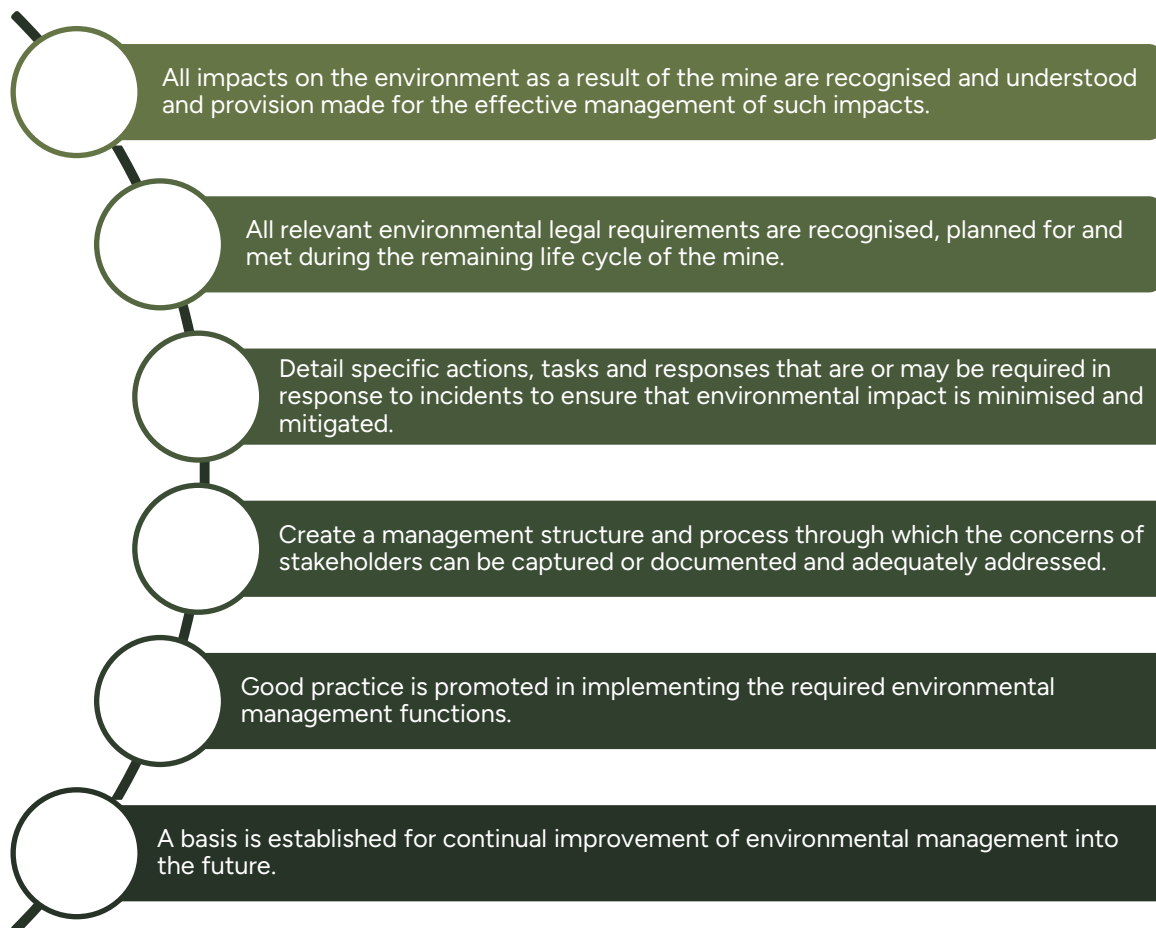 All impacts on the environment as a result of the mine are recognised and understood
and provision made for the effective management of such impacts.
All relevant environmental legal requirements are recognised, planned for and
met during the remaining life cycle of the mine.
Detail specific actions, tasks and responses that are or may be required in
response to incidents to ensure that environmental impact is minimised and
mitigated.
Create a management structure and process through which the concerns of
stakeholders can be captured or documented and adequately addressed.
Good practice is promoted in implementing the required environmental
management functions.
A basis is established for continual improvement of environmental management into
the future.